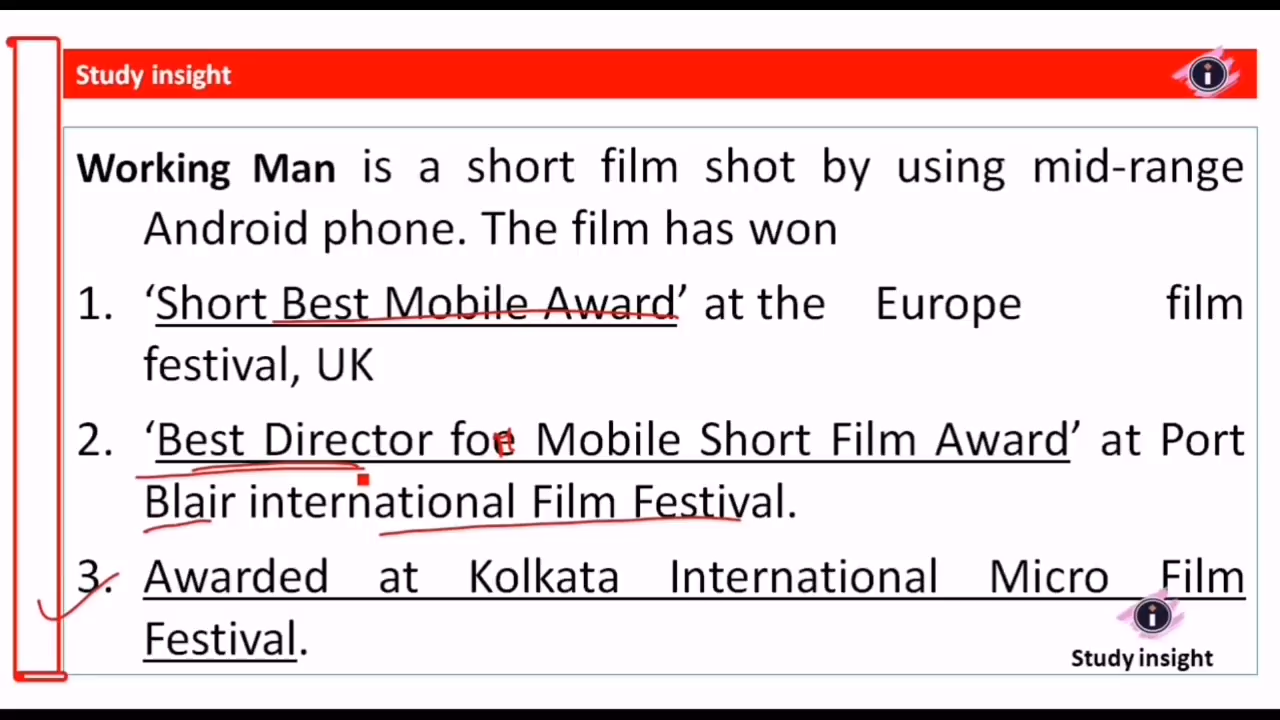 Study insight
Working Man is a short film shot by using mid-range
Android phone. The film has won
1. ‘Short Best Mobile Award’ at the Europe film
festival, UK
2. ‘Best Director for Mobile Short Film Award’ at Port
Blair international Film Festival.
3. Awarded at Kolkata International Micro Film
Festival.
Study insight